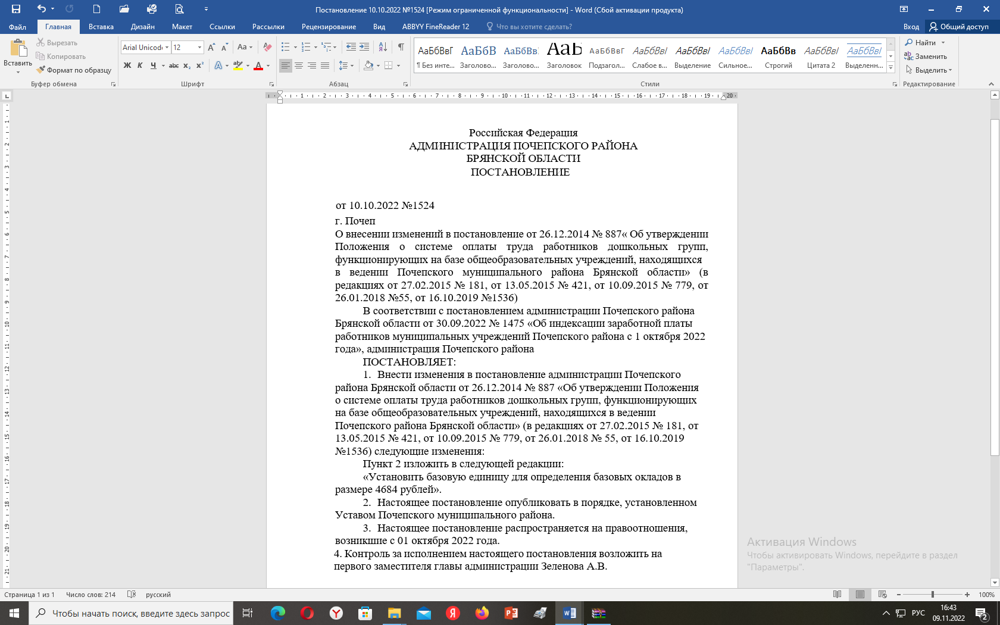 Постановление 10.10.2022 №1524 [Режим ограниченной функциональности] - Word (Сбой активации продукта)
Файл Главная Вставка Дизайн Макет Ссылки Рассылки Рецензирование Вид ABBYY FineReader 12 Что вы хотите сделать? Вход Общий доступ
Вставить
Вырезать
Копировать
Формат по образцу
Буфер обмена
Arial Unicode 12
Шрифт
Абзац
АаБбВвГ АаБбВ АаБбВв АаБ АаБбВвГ АаБбВвІ АаБбВвІ АаБбВвІ АаБбВв АаБбВвІ АаБбВвІ
¶ Без инте... Заголово... Заголово... Заголовок Подзагол... Слабое в... Выделение Сильное... Строгий Цитата 2 Выделенн...
Стили
Найти
Заменить
Выделить
Редактирование
Российская Федерация
АДМИНИСТРАЦИЯ ПОЧЕПСКОГО РАЙОНА
БРЯНСКОЙ ОБЛАСТИ
ПОСТАНОВЛЕНИЕ
от 10.10.2022 №1524
г. Почеп
О внесении изменений в постановление от 26.12.2014 № 887« Об утверждении
Положения о системе оплаты труда работников дошкольных групп,
функционирующих на базе общеобразовательных учреждений, находящихся
в ведении Почепского муниципального района Брянской области» (в
редакциях от 27.02.2015 № 181, от 13.05.2015 № 421, от 10.09.2015 № 779, от
26.01.2018 №55, от 16.10.2019 №1536)
В соответствии с постановлением администрации Почепского района
Брянской области от 30.09.2022 № 1475 «Об индексации заработной платы
работников муниципальных учреждений Почепского района с 1 октября 2022
года», администрация Почепского района
ПОСТАНОВЛЯЕТ:
1. Внести изменения в постановление администрации Почепского
района Брянской области от 26.12.2014 № 887 «Об утверждении Положения
о системе оплаты труда работников дошкольных групп, функционирующих
на базе общеобразовательных учреждений, находящихся в ведении
Почепского района Брянской области» (в редакциях от 27.02.2015 № 181, от
13.05.2015 № 421, от 10.09.2015 № 779, от 26.01.2018 № 55, от 16.10.2019
№1536) следующие изменения:
Пункт 2 изложить в следующей редакции:
«Установить базовую единицу для определения базовых окладов в
размере 4684 рублей».
2. Настоящее постановление опубликовать в порядке, установленном
Уставом Почепского муниципального района.
3. Настоящее постановление распространяется на правоотношения,
возникшие с 01 октября 2022 года.
4. Контроль за исполнением настоящего постановления возложить на
первого заместителя главы администрации Зеленова А.В.
Активация Windows
Чтобы активировать Windows, перейдите в раздел
"Параметры".
Страница 1 из 1 Число слов: 214 русский 100%
Чтобы начать поиск, введите здесь запрос
РУС
16:43
09.11.2022
2